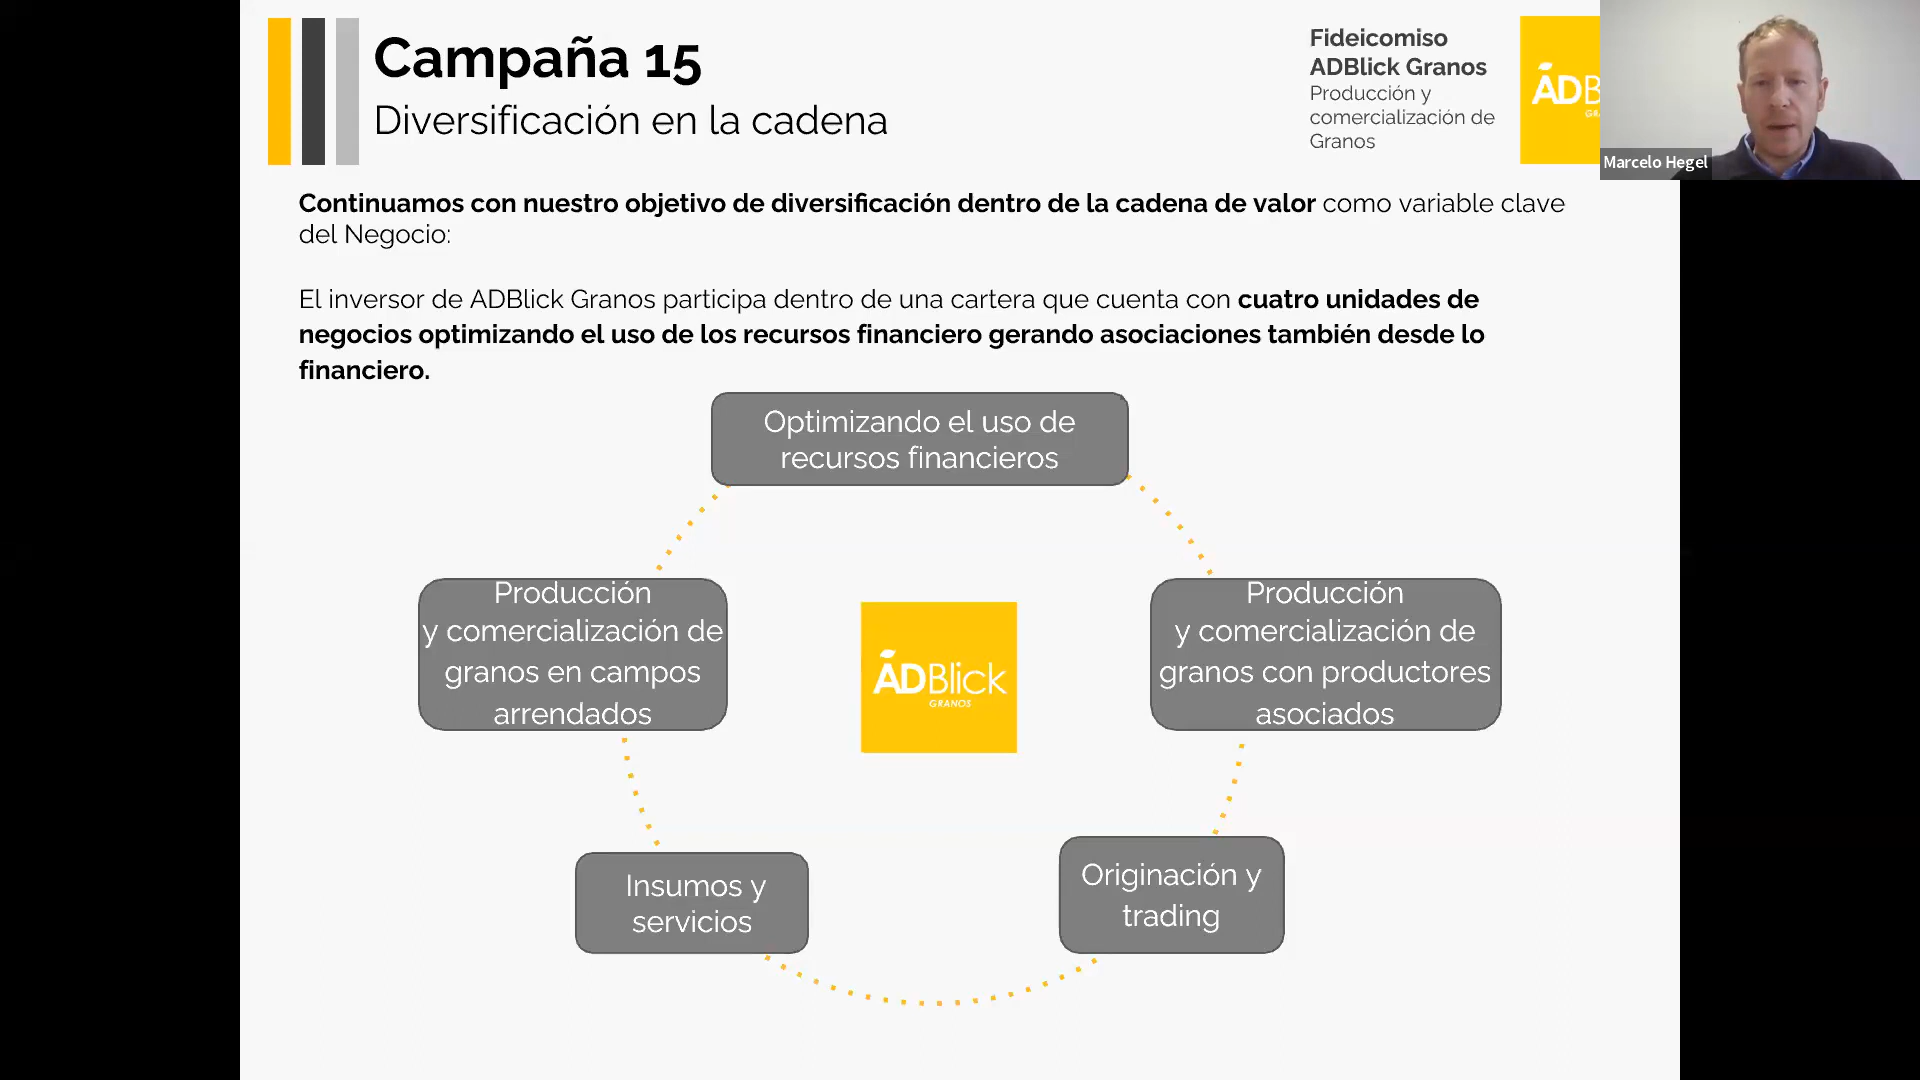 Campaña 15
Diversificación en la cadena
Fideicomiso
ADBlick Granos
Producción y
comercialización de
Granos
ADB
GR
Marcelo Hegel
Continuamos con nuestro objetivo de diversificación dentro de la cadena de valor como variable clave
del Negocio:
El inversor de ADBlick Granos participa dentro de una cartera que cuenta con cuatro unidades de
negocios optimizando el uso de los recursos financiero gerando asociaciones también desde lo
financiero.
Optimizando el uso de
recursos financieros
Producción
y comercialización de
granos en campos
arrendados
ADBlick
GRANOS
Producción
y comercialización de
granos con productores
asociados
Insumos y
servicios
Originación y
trading